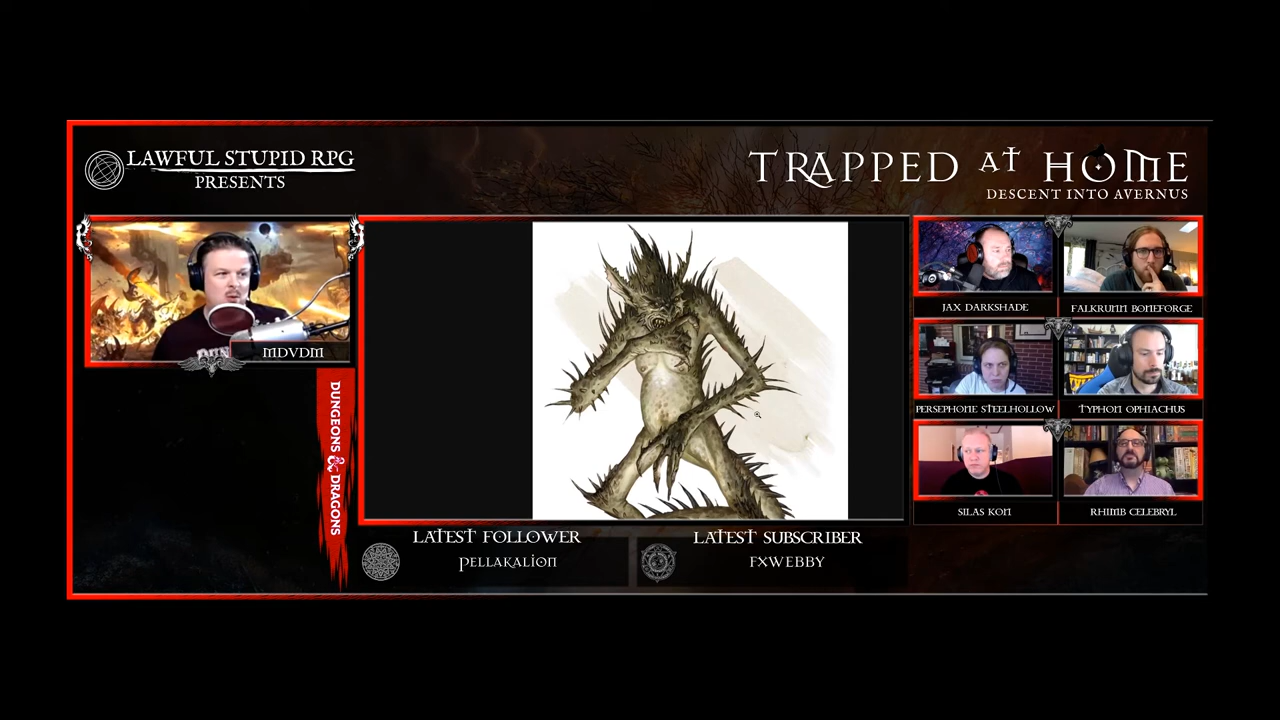 LAWFUL STUPID RPG
PRESENTS
TRAPPED AT HOME
DESCENT INTO AVERNUS
MDVDM
DUNGEONS & DRAGONS
JAX DARKSHADE
FALKRUNN BONEFORGE
PERSEPHONE STEELHOLLOW
TYPHON OPHIACHUS
SILAS KON
RHIMB CELEBRYL
LATEST FOLLOWER
PELLAKALION
LATEST SUBSCRIBER
FXWEBBY